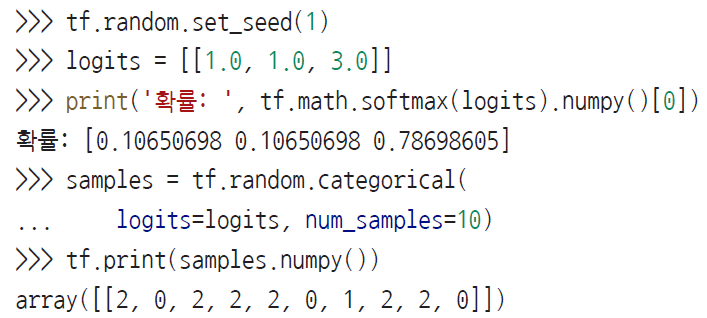 >>> tf.random.set_seed(1)
>>> logits = [[1.0, 1.0, 3.0]]
>>> print('확률: ', tf.math.softmax(logits).numpy()[0])
확률: [0.10650698 0.10650698 0.78698605]
>>> samples = tf.random.categorical(
...     logits=logits, num_samples=10)
>>> tf.print(samples.numpy())
array([[2, 0, 2, 2, 2, 0, 1, 2, 2, 0]])